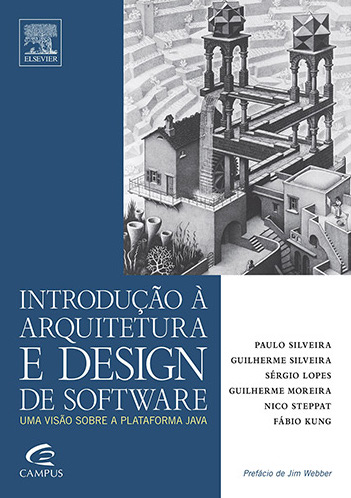 ELSEVIER
INTRODUÇÃO À
ARQUITETURA
E DESIGN
DE SOFTWARE
UMA VISÃO SOBRE A PLATAFORMA JAVA
PAULO SILVEIRA
GUILHERME SILVEIRA
SÉRGIO LOPES
GUILHERME MOREIRA
NICO STEPPAT
FÁBIO KUNG
Prefácio de Jim Webber
CAMPUS